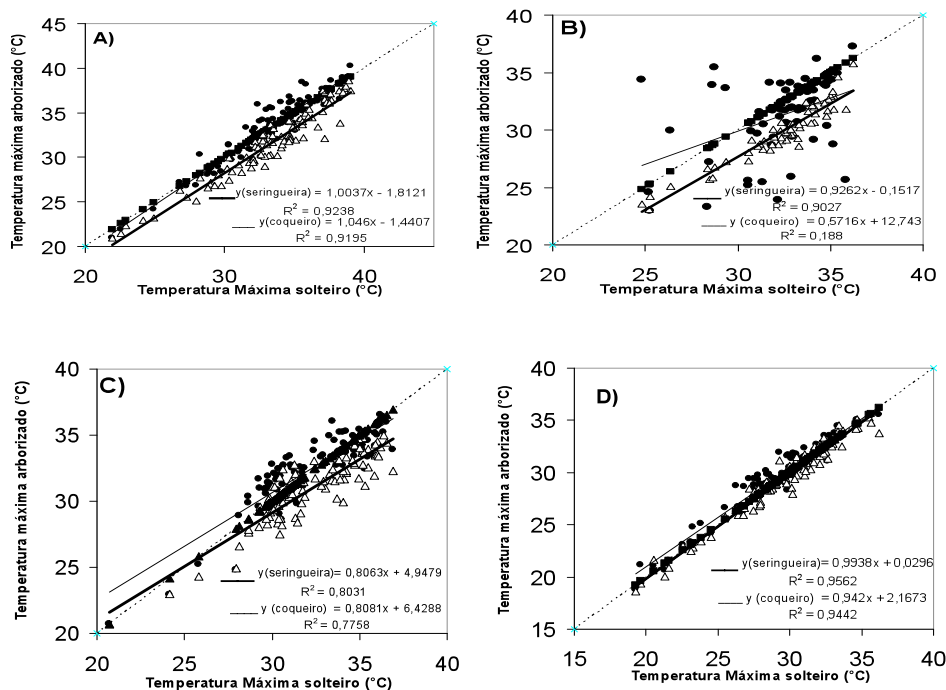 A)
Temperatura máxima arborizado (°C)
45
40
35
30
25
20
20
30
40
y(seringueira) = 1,0037x - 1,8121
R² = 0,9238
y(coqueiro) = 1,046x - 1,4407
R² = 0,9195
Temperatura Máxima solteiro (°C)
B)
Temperatura máxima arborizado (°C)
40
35
30
25
20
20
25
30
35
40
y(seringueira) = 0,9262x - 0,1517
R² = 0,9027
y (coqueiro) = 0,5716x + 12,743
R² = 0,188
Temperatura Máxima solteiro (°C)
C)
Temperatura máxima arborizado (°C)
40
35
30
25
20
20
25
30
35
40
y(seringueira)= 0,8063x + 4,9479
R² = 0,8031
y (coqueiro) = 0,8081x + 6,4288
R² = 0,7758
Temperatura Máxima solteiro (°C)
D)
Temperatura máxima arborizado (°C)
40
35
30
25
20
15
15
20
25
30
35
40
y(seringueira)= 0,9938x + 0,0296
R² = 0,9562
y (coqueiro) = 0,942x + 2,1673
R² = 0,9442
Temperatura Máxima solteiro (°C)